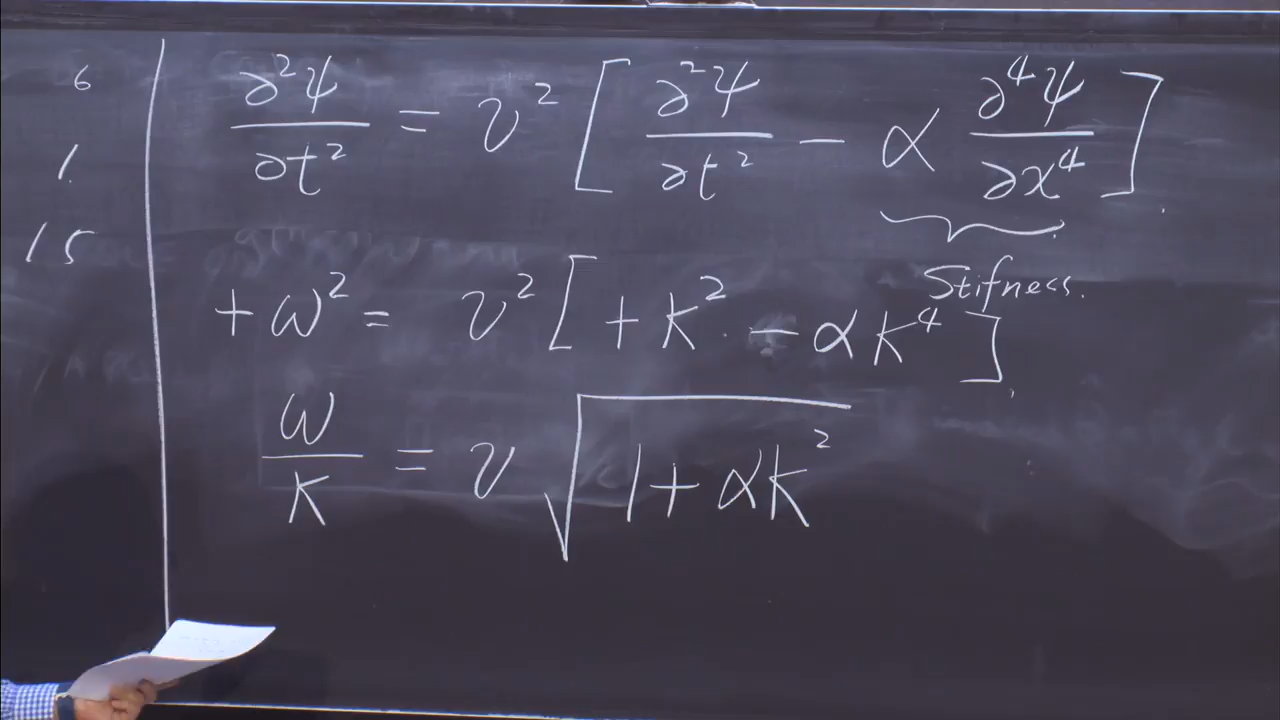 6
1.
15
∂²ψ/∂t² = v² [ ∂²ψ/∂t² − α ∂⁴ψ/∂x⁴ ]
Stifness.
+ω² = v² [ +k² − αk⁴ ]
ω/k = v √(1 + αk²)